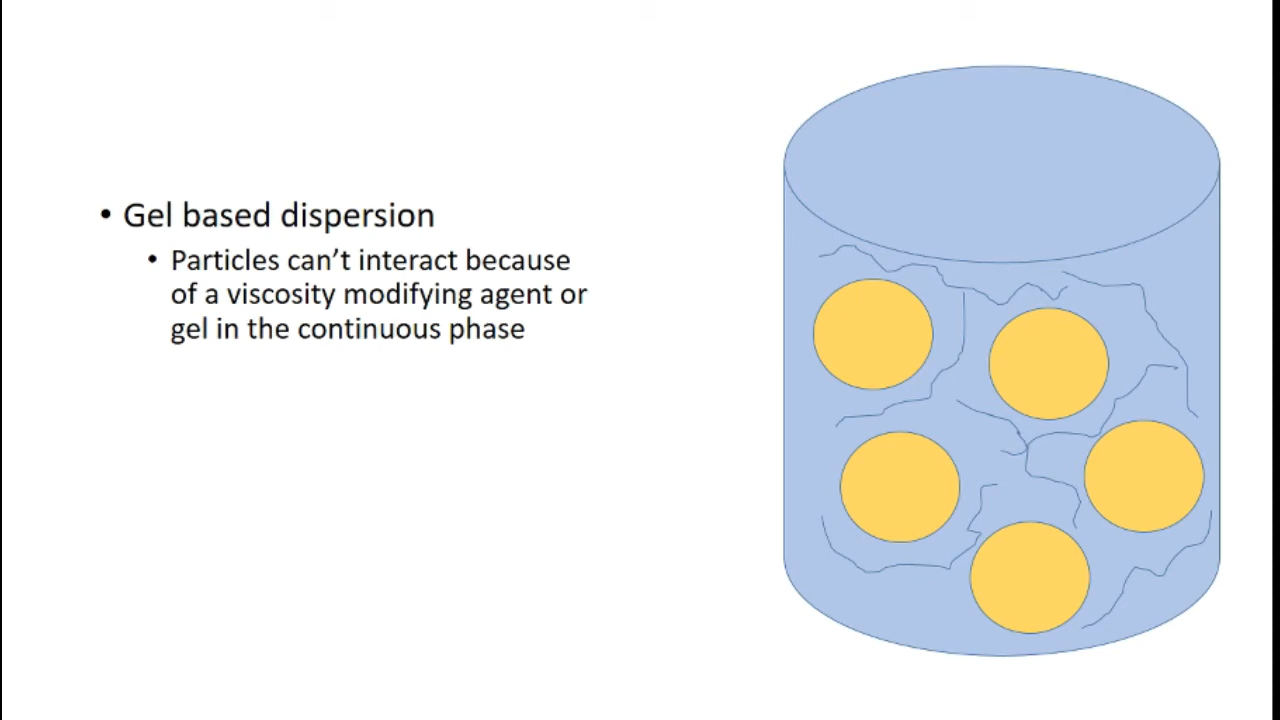 • Gel based dispersion
• Particles can’t interact because
of a viscosity modifying agent or
gel in the continuous phase